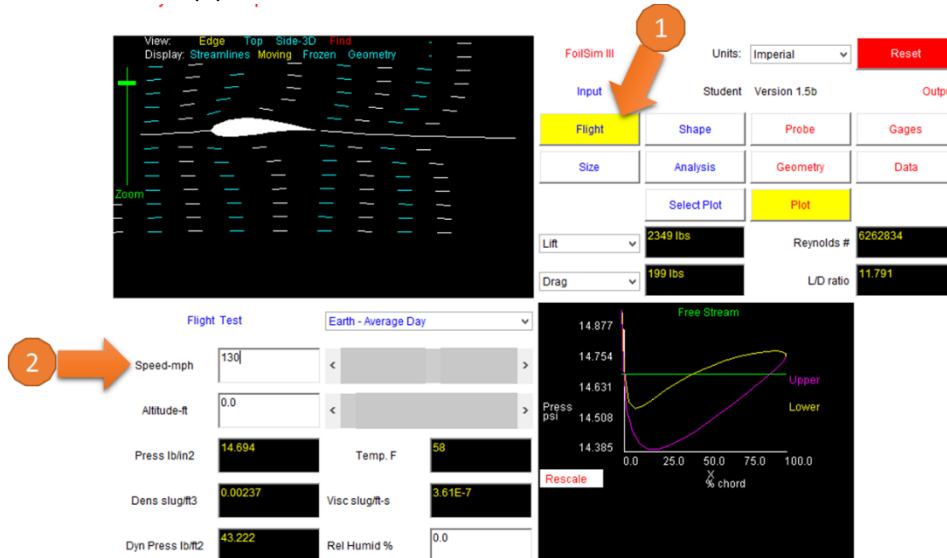 1
View: Edge Top Side-3D Find
Display: Streamlines Moving Frozen Geometry
Zoom
FoilSim III Units: Imperial Reset
Input Student Version 1.5b Outpu
Flight Shape Probe Gages
Size Analysis Geometry Data
Select Plot Plot
Lift 2349 lbs Reynolds # 6262834
Drag 199 lbs L/D ratio 11.791
Flight Test Earth - Average Day
2
Speed-mph 130
Altitude-ft 0.0
Press lb/in2 14.694 Temp. F 58
Dens slug/ft3 0.00237 Visc slug/ft-s 3.61E-7
Dyn Press lb/ft2 43.222 Rel Humid % 0.0
Free Stream
14.877
14.754
Upper
14.631
Press
psi
Lower
14.508
14.385
0.0 25.0 50.0 75.0 100.0
Rescale
X
% chord